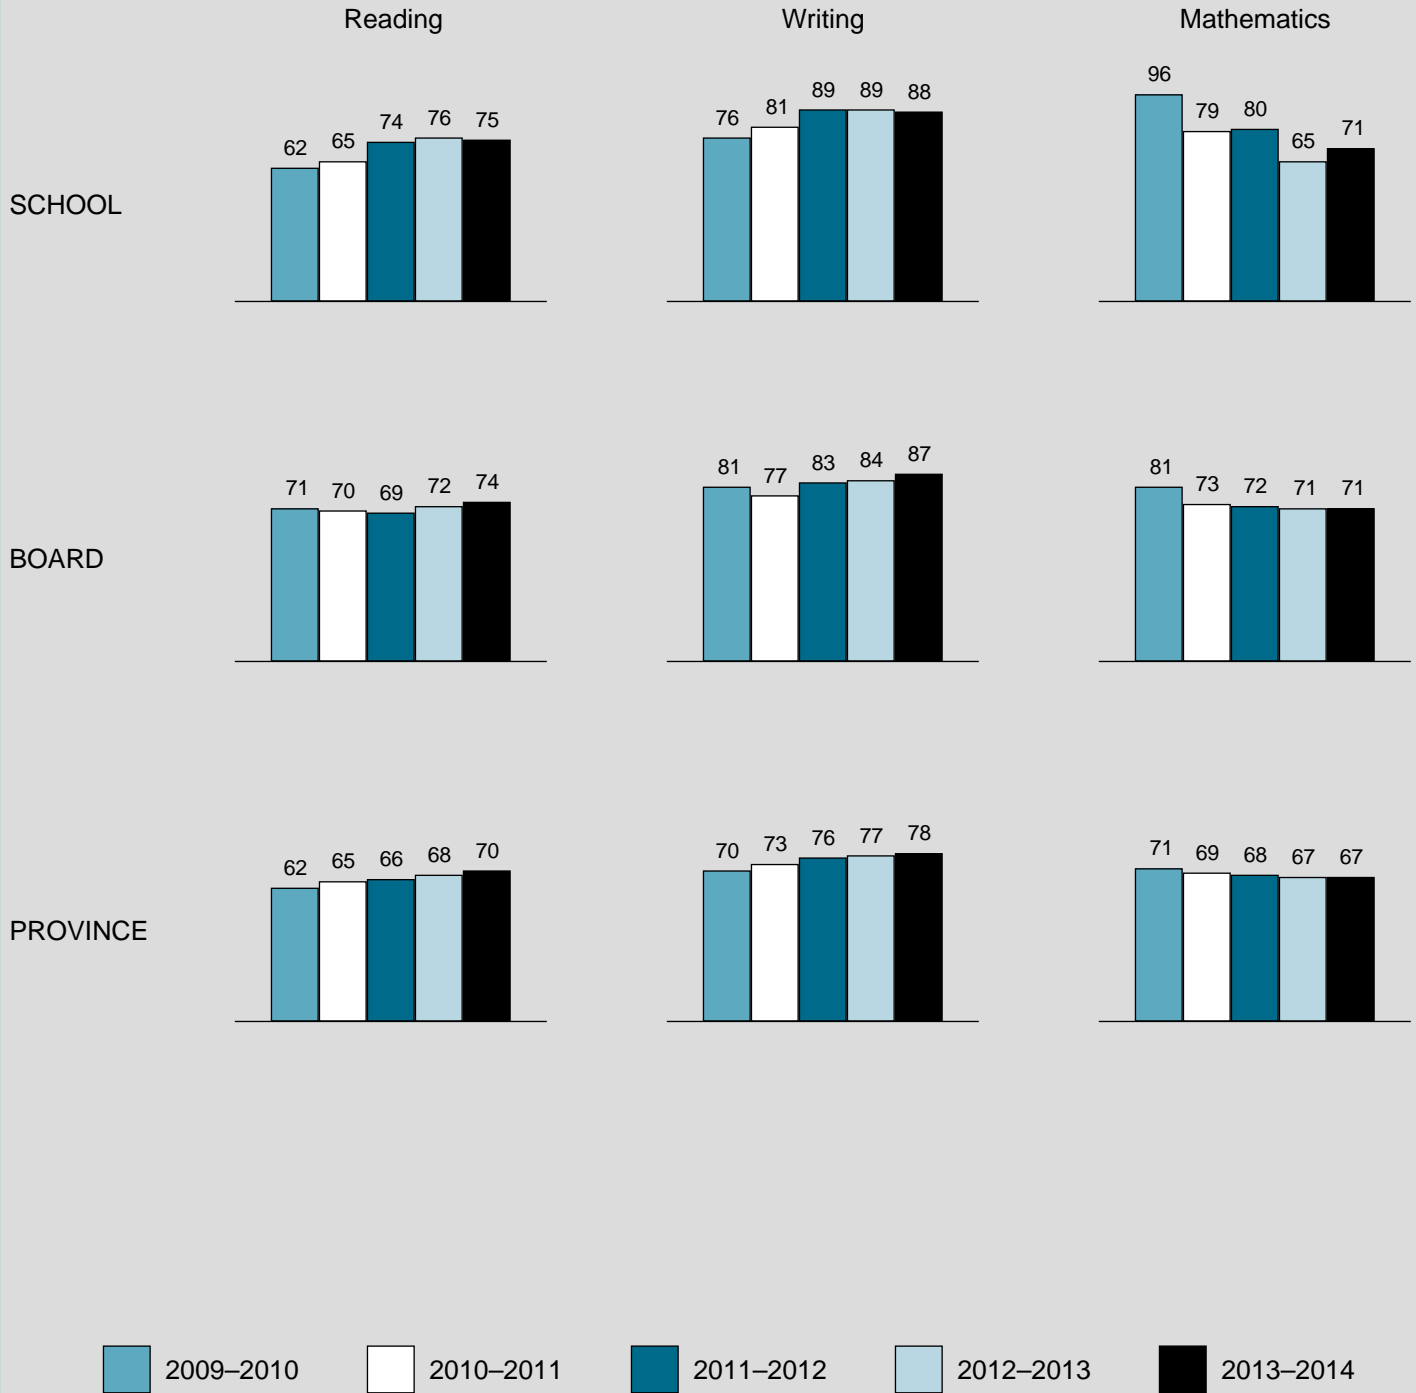 Reading Writing Mathematics
SCHOOL
62 65 74 76 75
76 81 89 89 88
96 79 80 65 71
BOARD
71 70 69 72 74
81 77 83 84 87
81 73 72 71 71
PROVINCE
62 65 66 68 70
70 73 76 77 78
71 69 68 67 67
2009–2010 2010–2011 2011–2012 2012–2013 2013–2014